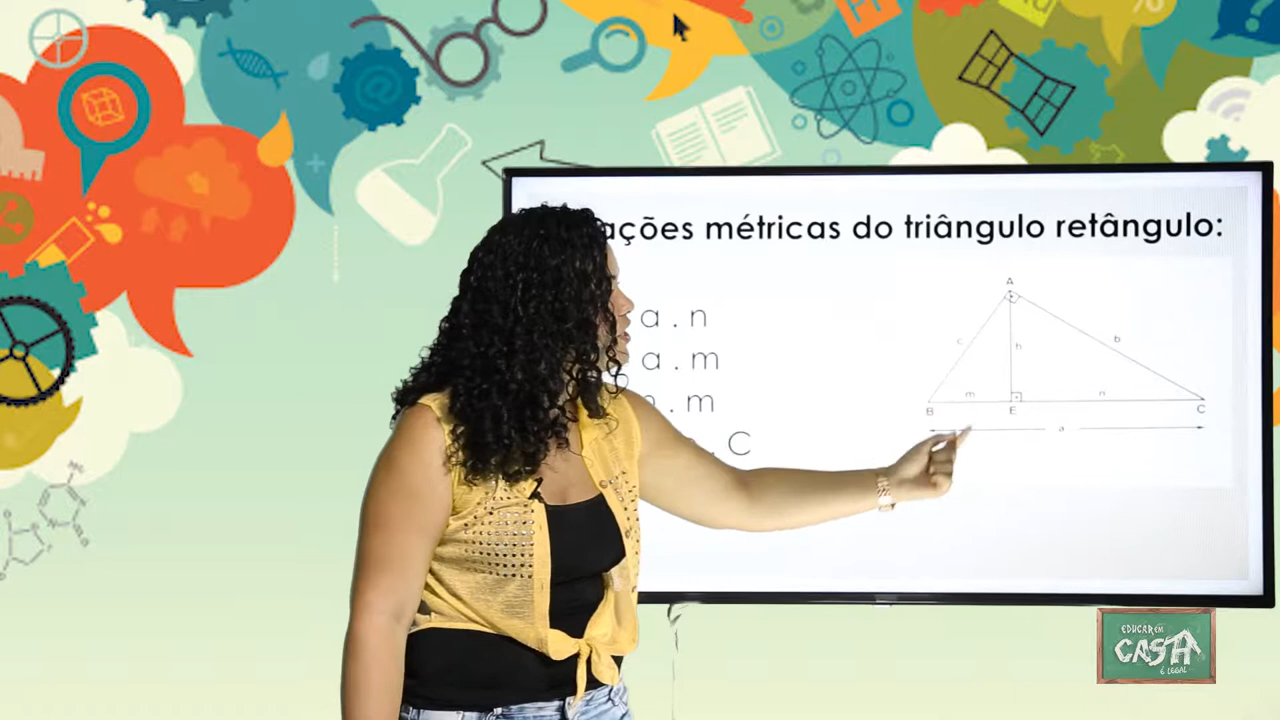 ações métricas do triângulo retângulo:
a . n
a . m
. m
. C
A
c
h
b
m
n
B
E
C
a
EDUCAR EM
CASA
É LEGAL